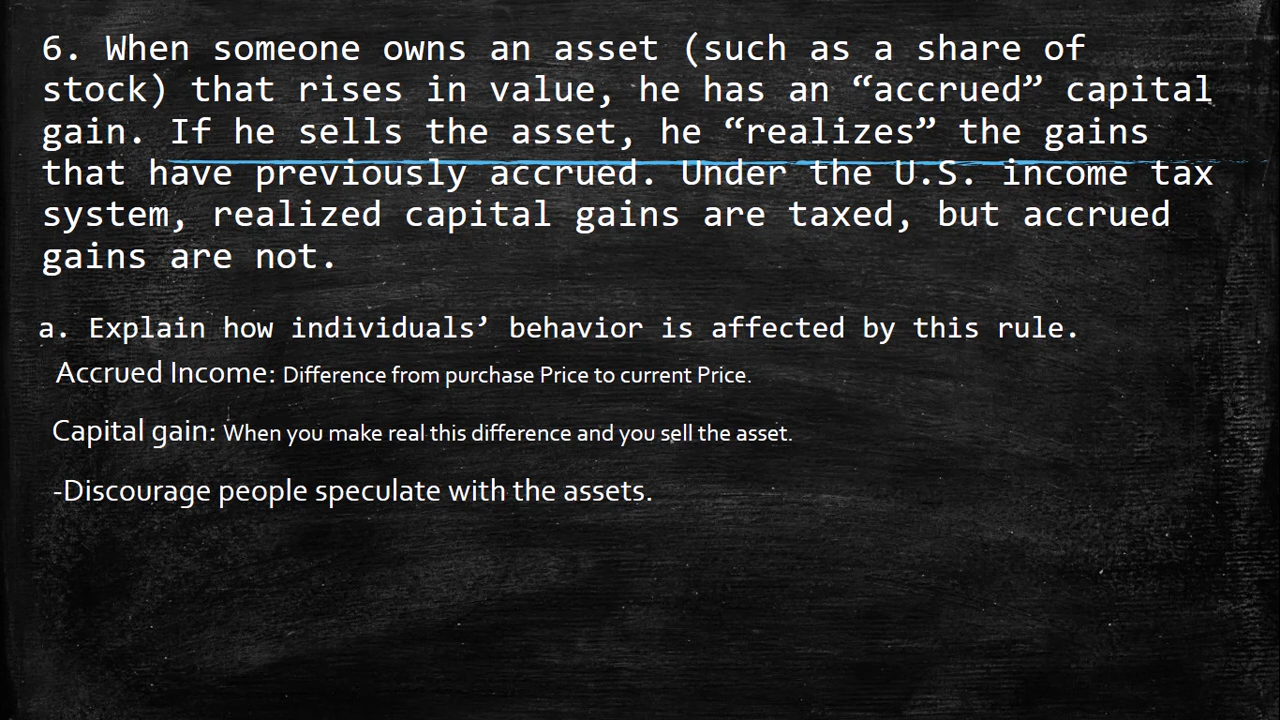 6. When someone owns an asset (such as a share of
stock) that rises in value, he has an “accrued” capital
gain. If he sells the asset, he “realizes” the gains
that have previously accrued. Under the U.S. income tax
system, realized capital gains are taxed, but accrued
gains are not.
a. Explain how individuals’ behavior is affected by this rule.
Accrued Income: Difference from purchase Price to current Price.
Capital gain: When you make real this difference and you sell the asset.
-Discourage people speculate with the assets.